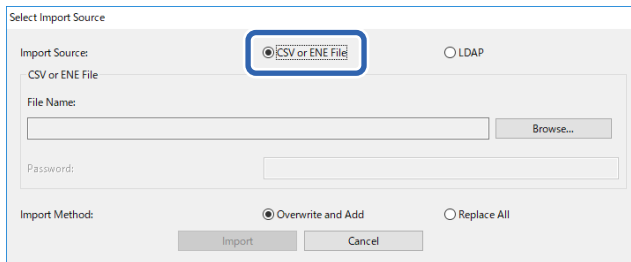 Select Import Source
Import Source: CSV or ENE File LDAP
CSV or ENE File
File Name:
Browse...
Password:
Import Method: Overwrite and Add Replace All
Import Cancel